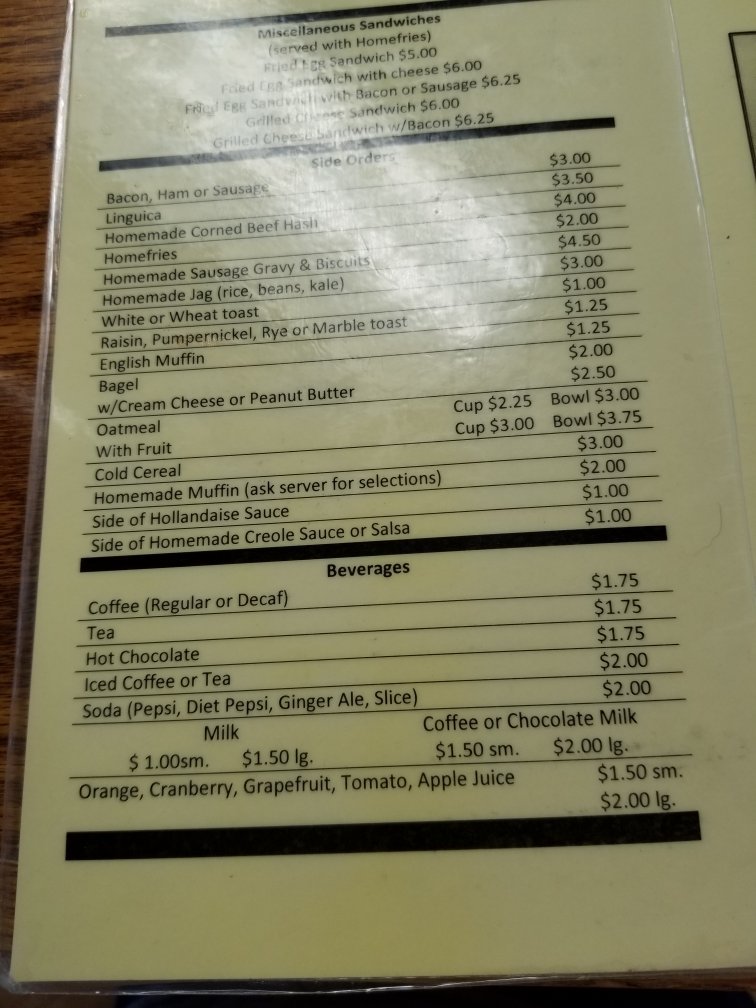 Miscellaneous Sandwiches
(served with Homefries)
Fried Egg Sandwich $5.00
Fried Egg Sandwich with cheese $6.00
Fried Egg Sandwich with Bacon or Sausage $6.25
Grilled Cheese Sandwich $6.00
Grilled Cheese Sandwich w/Bacon $6.25
Side Orders
Bacon, Ham or Sausage $3.00
Linguica $3.50
Homemade Corned Beef Hash $4.00
Homefries $2.00
Homemade Sausage Gravy & Biscuits $4.50
Homemade Jag (rice, beans, kale) $3.00
White or Wheat toast $1.00
Raisin, Pumpernickel, Rye or Marble toast $1.25
English Muffin $1.25
Bagel $2.00
w/Cream Cheese or Peanut Butter $2.50
Oatmeal Cup $2.25 Bowl $3.00
With Fruit Cup $3.00 Bowl $3.75
Cold Cereal $3.00
Homemade Muffin (ask server for selections) $2.00
Side of Hollandaise Sauce $1.00
Side of Homemade Creole Sauce or Salsa $1.00
Beverages
Coffee (Regular or Decaf) $1.75
Tea $1.75
Hot Chocolate $1.75
Iced Coffee or Tea $2.00
Soda (Pepsi, Diet Pepsi, Ginger Ale, Slice) $2.00
Milk Coffee or Chocolate Milk
$ 1.00sm. $1.50 lg. $1.50 sm. $2.00 lg.
Orange, Cranberry, Grapefruit, Tomato, Apple Juice $1.50 sm.
$2.00 lg.